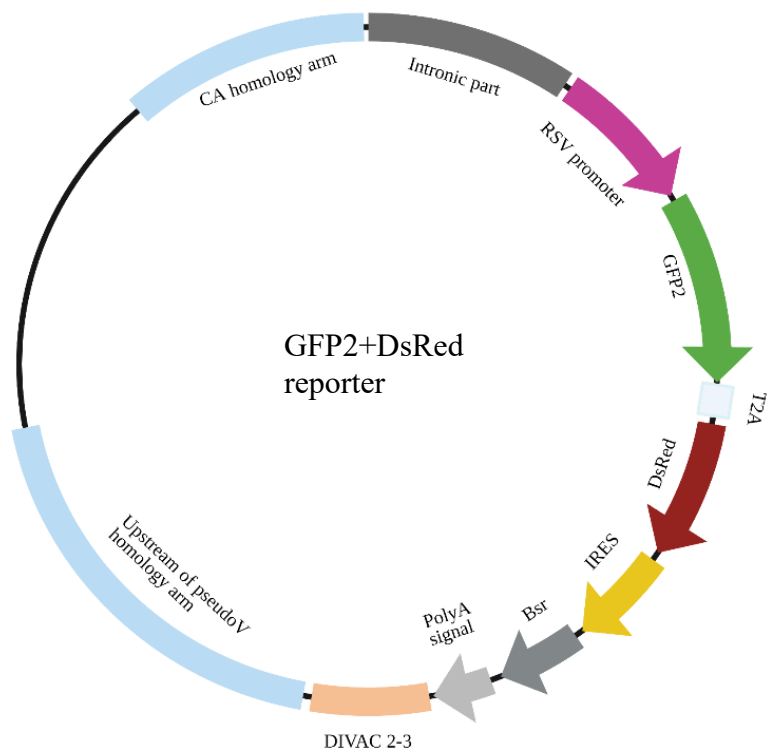 CA homology arm
Intronic part
RSV promoter
GFP2
T2A
DsRed
IRES
Bsr
PolyA
signal
DIVAC 2-3
Upstream of pseudoV
homology arm
GFP2+DsRed
reporter